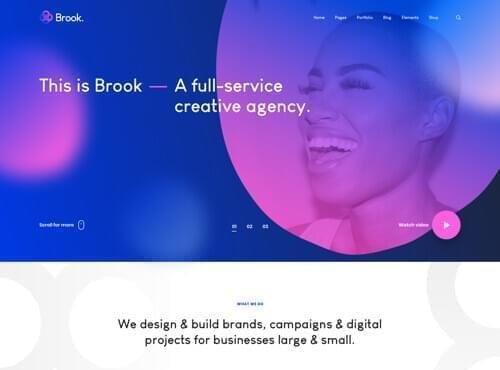 Brook.
Home Pages Portfolio Blog Elements Shop
This is Brook — A full-service
creative agency.
Scroll for more
01 02 03
Watch video
WHAT WE DO
We design & build brands, campaigns & digital
projects for businesses large & small.